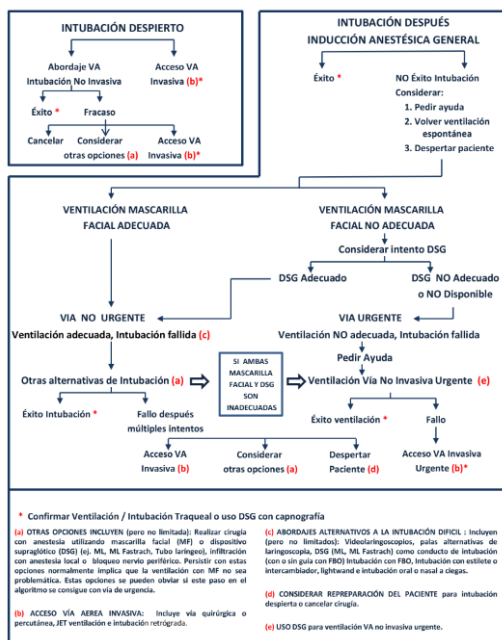 INTUBACIÓN DESPIERTO
Abordaje VA
Intubación No Invasiva
Acceso VA
Invasiva (b)*
Éxito *
Fracaso
Cancelar
Considerar
otras opciones (a)
Acceso VA
Invasiva (b)*
INTUBACIÓN DESPUÉS
INDUCCIÓN ANESTÉSICA GENERAL
Éxito *
NO Éxito Intubación
Considerar:
1. Pedir ayuda
2. Volver ventilación
espontánea
3. Despertar paciente
VENTILACIÓN MASCARILLA
FACIAL ADECUADA
VENTILACIÓN MASCARILLA
FACIAL NO ADECUADA
Considerar intento DSG
DSG Adecuado
DSG NO Adecuado
o NO Disponible
VIA NO URGENTE
Ventilación adecuada, Intubación fallida (c)
VIA URGENTE
Ventilación NO adecuada, Intubación fallida
Pedir Ayuda
Otras alternativas de Intubación (a)
SI AMBAS
MASCARILLA
FACIAL Y DSG
SON
INADECUADAS
Ventilación Vía No Invasiva Urgente (e)
Éxito Intubación *
Fallo después
múltiples intentos
Éxito ventilación *
Fallo
Acceso VA
Invasiva (b)
Considerar
otras opciones (a)
Despertar
Paciente (d)
Acceso VA Invasiva
Urgente (b)*
* Confirmar Ventilación / Intubación Traqueal o uso DSG con capnografía
(a) OTRAS OPCIONES INCLUYEN (pero no limitada): Realizar cirugía
con anestesia utilizando mascarilla facial (MF) o dispositivo
supraglótico (DSG) (ej. ML, ML Fastrach, Tubo laríngeo), infiltración
con anestesia local o bloqueo nervio periférico. Persistir con estas
opciones normalmente implica que la ventilación con MF no sea
problemática. Estas opciones se pueden obviar si este paso en el
algoritmo se consigue con vía de urgencia.
(b) ACCESO VÍA AEREA INVASIVA: Incluye vía quirúrgica o
percutánea, JET ventilación e intubación retrógrada.
(c) ABORDAJES ALTERNATIVOS A LA INTUBACIÓN DIFICIL : Incluyen
(pero no limitados): Videolaringoscopios, palas alternativas de
laringoscopia, DSG (ML, ML Fastrach) como conducto de intubación
(con o sin guía con FBO) Intubación con FBO, Intubación con estilete o
intercambiador, lightwand e intubación oral o nasal a ciegas.
(d) CONSIDERAR REPREPARACIÓN DEL PACIENTE para intubación
despierta o cancelar cirugía.
(e) USO DSG para ventilación VA no invasiva urgente.